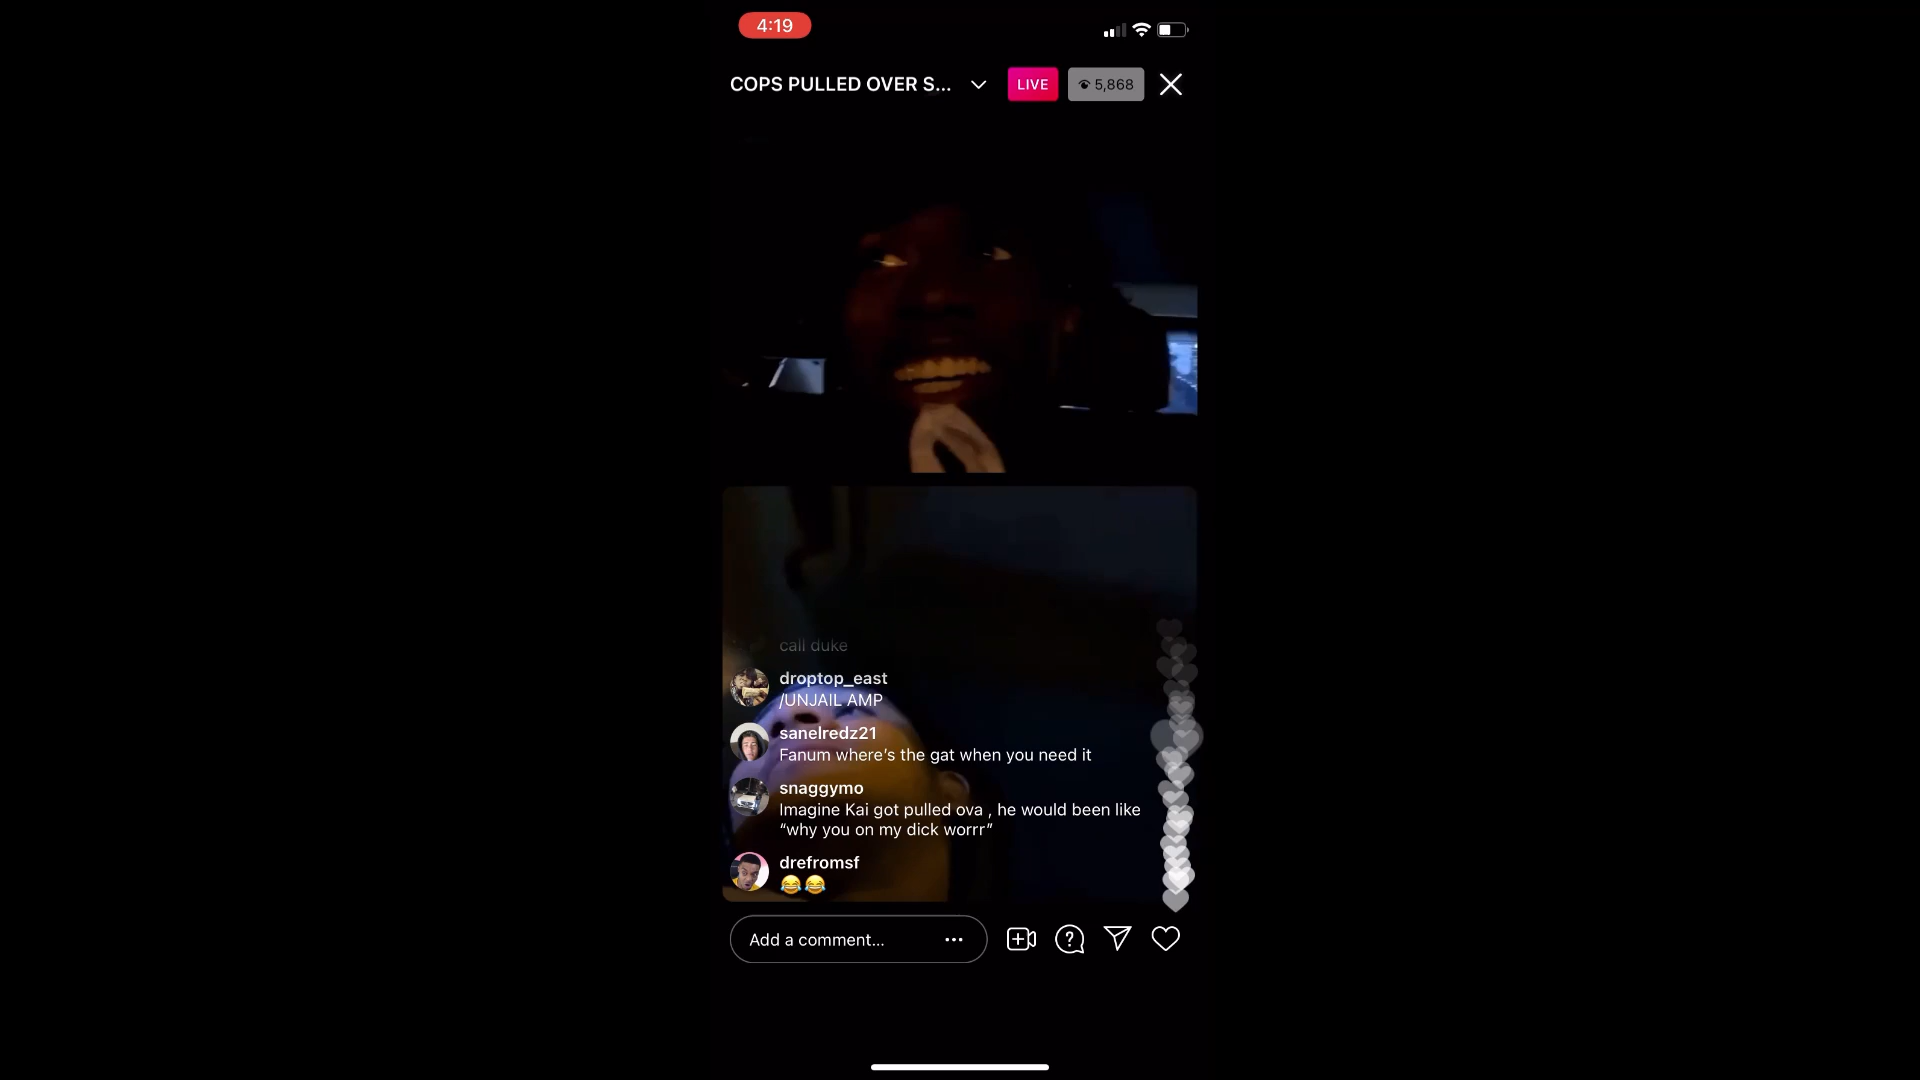 4:19
COPS PULLED OVER S...
LIVE
5,868
call duke
droptop_east
/UNJAIL AMP
sanelredz21
Fanum where's the gat when you need it
snaggymo
Imagine Kai got pulled ova , he would been like
“why you on my dick worrr”
drefromsf
😂😂
Add a comment...